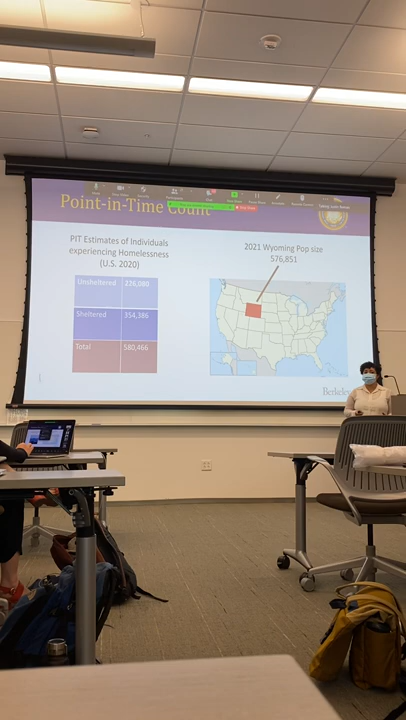 Point-in-Time Count
PIT Estimates of Individuals
experiencing Homelessness
(U.S. 2020)
Unsheltered 226,080
Sheltered 354,386
Total 580,466
2021 Wyoming Pop size
576,851
Berkeley